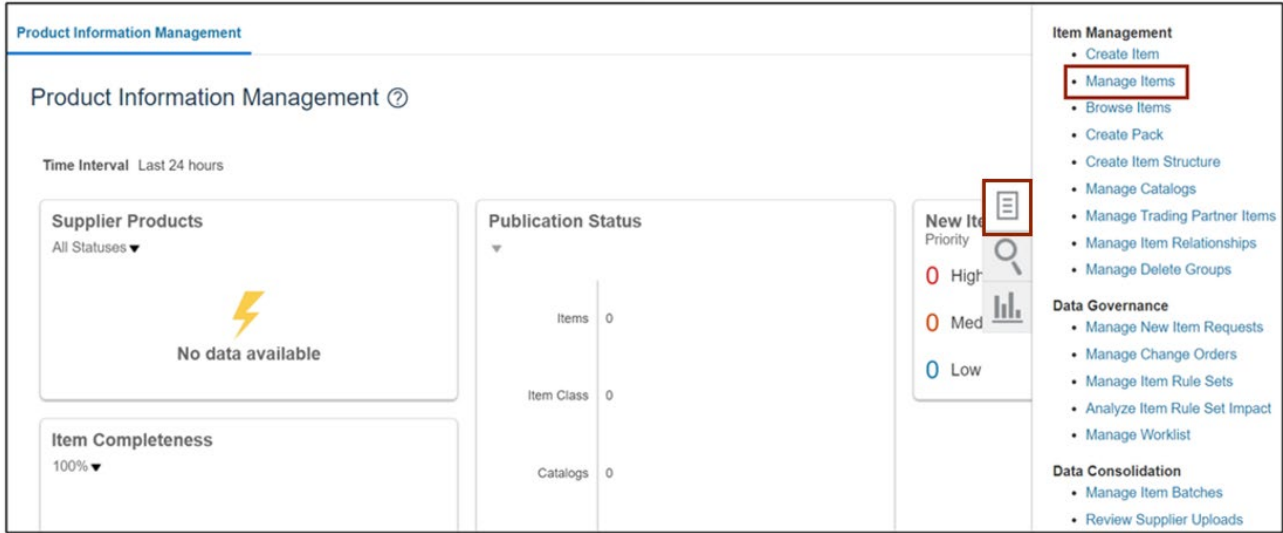 Product Information Management
Product Information Management
Time Interval Last 24 hours
Supplier Products
All Statuses
No data available
Item Completeness
100%
Publication Status
Items 0
Item Class 0
Catalogs 0
New Ite
Priority
0 High
0 Med
0 Low
Item Management
Create Item
Manage Items
Browse Items
Create Pack
Create Item Structure
Manage Catalogs
Manage Trading Partner Items
Manage Item Relationships
Manage Delete Groups
Data Governance
Manage New Item Requests
Manage Change Orders
Manage Item Rule Sets
Analyze Item Rule Set Impact
Manage Worklist
Data Consolidation
Manage Item Batches
Review Supplier Uploads